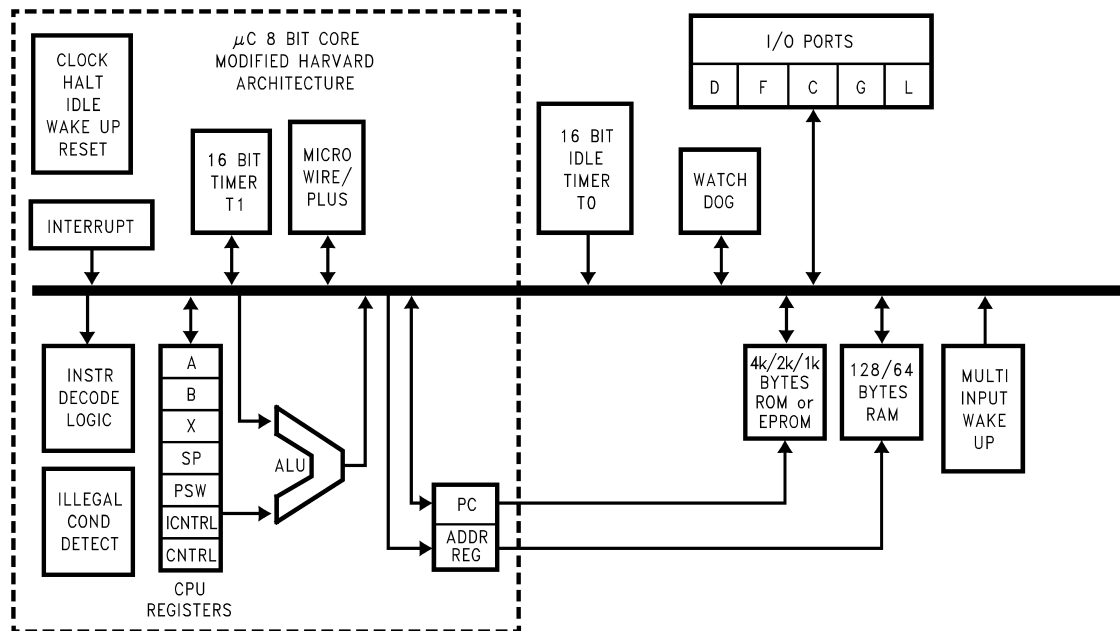 CLOCK
HALT
IDLE
WAKE UP
RESET
μC 8 BIT CORE
MODIFIED HARVARD
ARCHITECTURE
INTERRUPT
16 BIT
TIMER
T1
MICRO
WIRE/
PLUS
16 BIT
IDLE
TIMER
T0
WATCH
DOG
I/O PORTS
D F C G L
INSTR
DECODE
LOGIC
ILLEGAL
COND
DETECT
A
B
X
SP
PSW
ICNTRL
CNTRL
CPU
REGISTERS
ALU
PC
ADDR
REG
4k/2k/1k
BYTES
ROM or
EPROM
128/64
BYTES
RAM
MULTI
INPUT
WAKE
UP